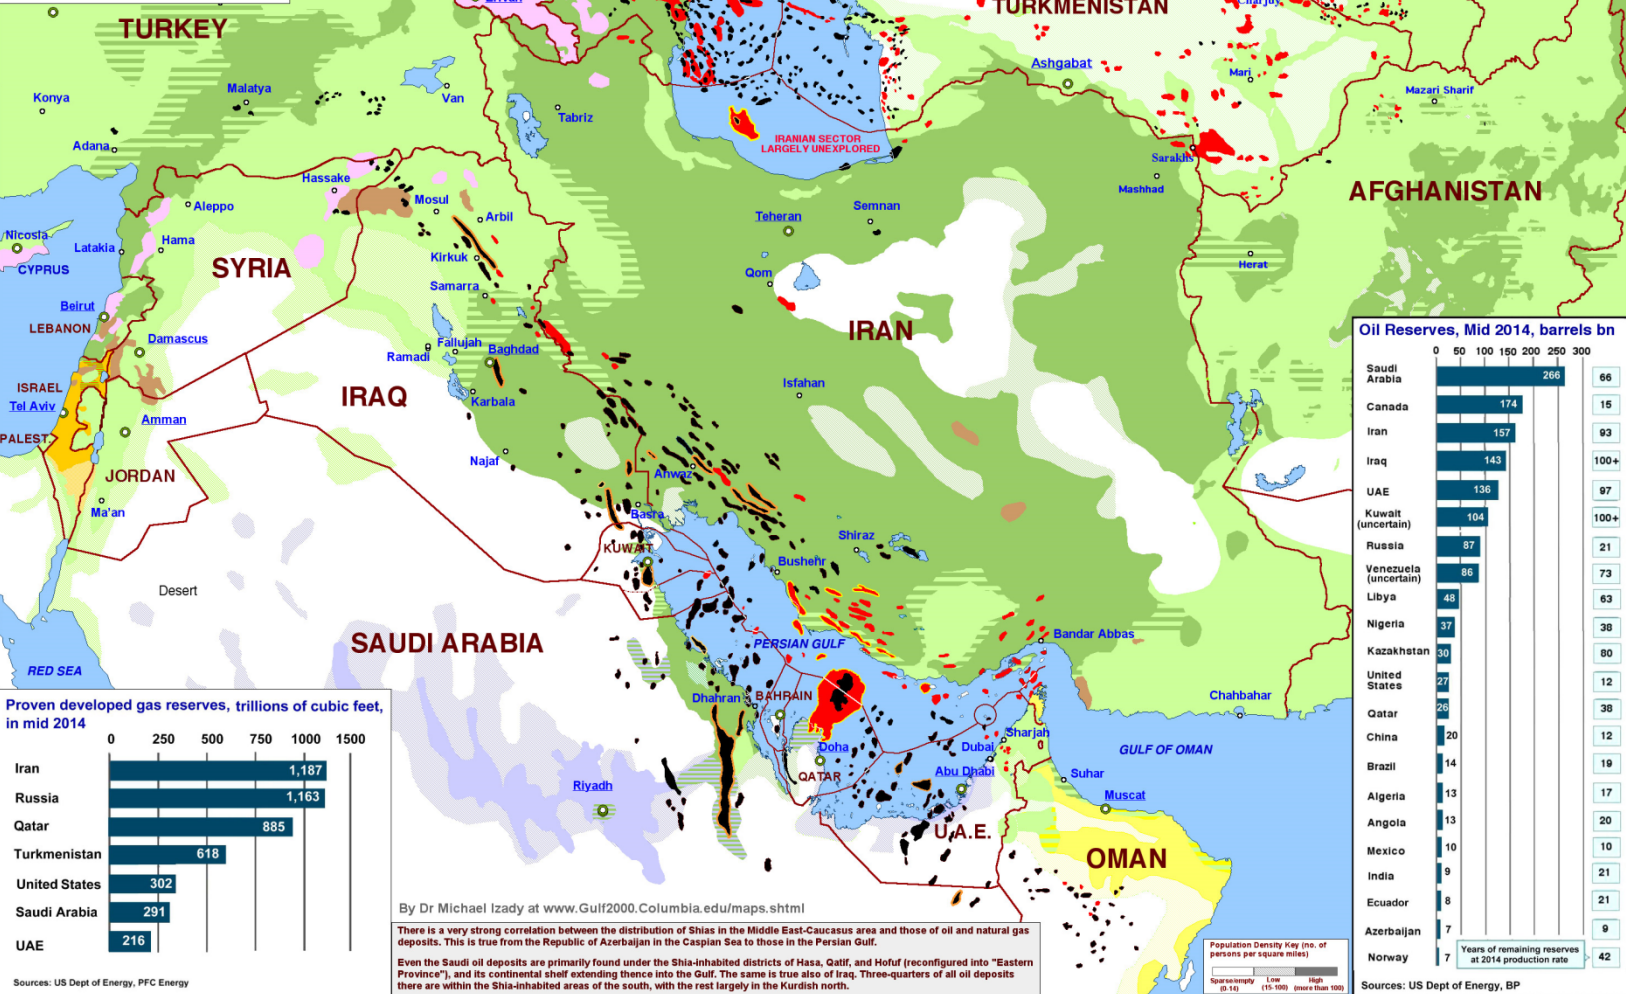 TURKEY
TURKMENISTAN
Konya
Malatya
Van
Adana
Tabriz
Ashgabat
Mari
Mazari Sharif
IRANIAN SECTOR
LARGELY UNEXPLORED
Sarakhs
Mashhad
AFGHANISTAN
Hassake
Mosul
Arbil
Aleppo
Nicosia
CYPRUS
Latakia
Hama
SYRIA
Kirkuk
Samarra
Teheran
Semnan
Qom
Herat
Beirut
LEBANON
Damascus
Ramadi
Fallujah
Baghdad
IRAN
ISRAEL
Tel Aviv
PALEST.
Amman
IRAQ
Karbala
Isfahan
JORDAN
Najaf
Ahwaz
Ma'an
Basra
KUWAIT
Shiraz
Bushehr
Desert
SAUDI ARABIA
PERSIAN GULF
Bandar Abbas
RED SEA
Dhahran
BAHRAIN
Chahbahar
Doha
QATAR
Dubai
Sharjah
GULF OF OMAN
Abu Dhabi
Suhar
Riyadh
Muscat
U.A.E.
OMAN
Oil Reserves, Mid 2014, barrels bn
0 50 100 150 200 250 300
Saudi
Arabia 266 66
Canada 174 15
Iran 157 93
Iraq 143 100+
UAE 136 97
Kuwait
(uncertain) 104 100+
Russia 87 21
Venezuela
(uncertain) 86 73
Libya 48 63
Nigeria 37 38
Kazakhstan 30 80
United
States 27 12
Qatar 26 38
China 20 12
Brazil 14 19
Algeria 13 17
Angola 13 20
Mexico 10 10
India 9 21
Ecuador 8 21
Azerbaijan 7 9
Norway 7 42
Years of remaining reserves
at 2014 production rate
Sources: US Dept of Energy, BP
Proven developed gas reserves, trillions of cubic feet,
in mid 2014
0 250 500 750 1000 1500
Iran 1,187
Russia 1,163
Qatar 885
Turkmenistan 618
United States 302
Saudi Arabia 291
UAE 216
Sources: US Dept of Energy, PFC Energy
By Dr Michael Izady at www.Gulf2000.Columbia.edu/maps.shtml
There is a very strong correlation between the distribution of Shias in the Middle East-Caucasus area and those of oil and natural gas
deposits. This is true from the Republic of Azerbaijan in the Caspian Sea to those in the Persian Gulf.
Even the Saudi oil deposits are primarily found under the Shia-inhabited districts of Hasa, Qatif, and Hofuf (reconfigured into "Eastern
Province"), and its continental shelf extending thence into the Gulf. The same is true also of Iraq. Three-quarters of all oil deposits
there are within the Shia-inhabited areas of the south, with the rest largely in the Kurdish north.
Population Density Key (no. of
persons per square miles)
Sparse/empty
(0-14)
Low
(15-100)
High
(more than 100)